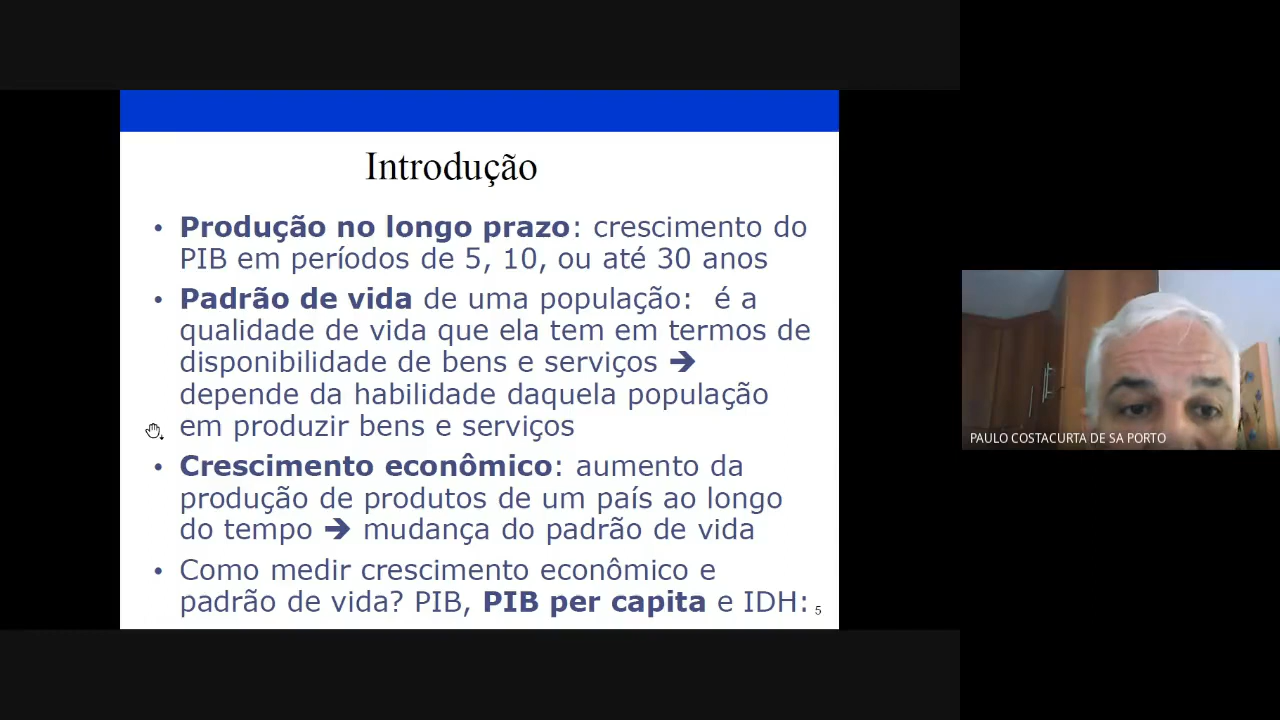 Introdução
• Produção no longo prazo: crescimento do
PIB em períodos de 5, 10, ou até 30 anos
• Padrão de vida de uma população: é a
qualidade de vida que ela tem em termos de
disponibilidade de bens e serviços ➔
depende da habilidade daquela população
em produzir bens e serviços
• Crescimento econômico: aumento da
produção de produtos de um país ao longo
do tempo ➔ mudança do padrão de vida
• Como medir crescimento econômico e
padrão de vida? PIB, PIB per capita e IDH:
5
PAULO COSTACURTA DE SA PORTO